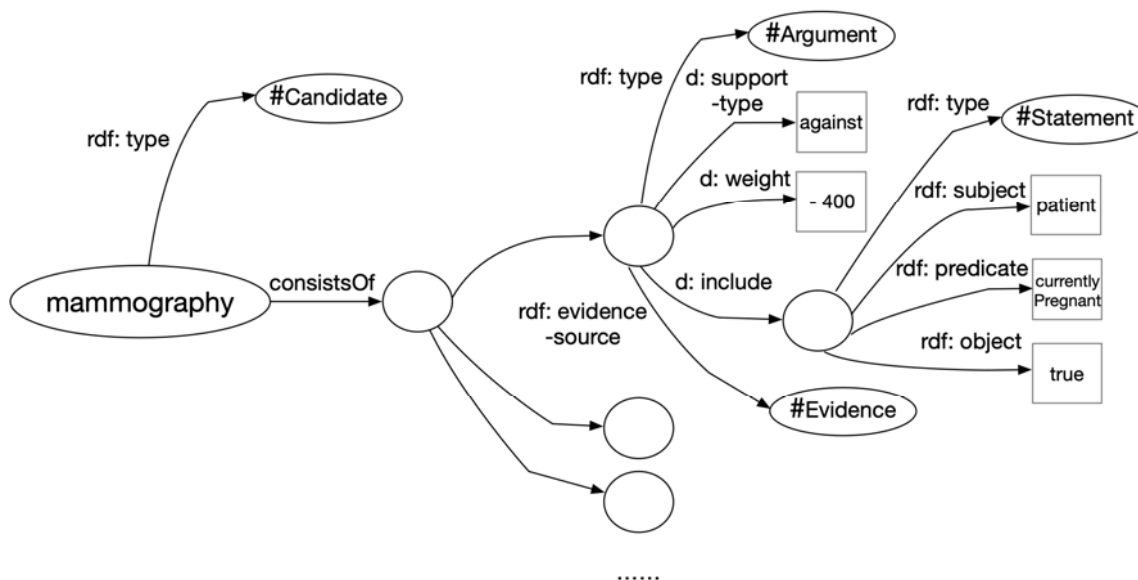 #Argument
rdf: type
d: support
-type
#Candidate
rdf: type
against
rdf: type
#Statement
d: weight
- 400
rdf: subject
patient
mammography
consistsOf
d: include
rdf: predicate
currently
Pregnant
rdf: evidence
-source
rdf: object
true
#Evidence
......